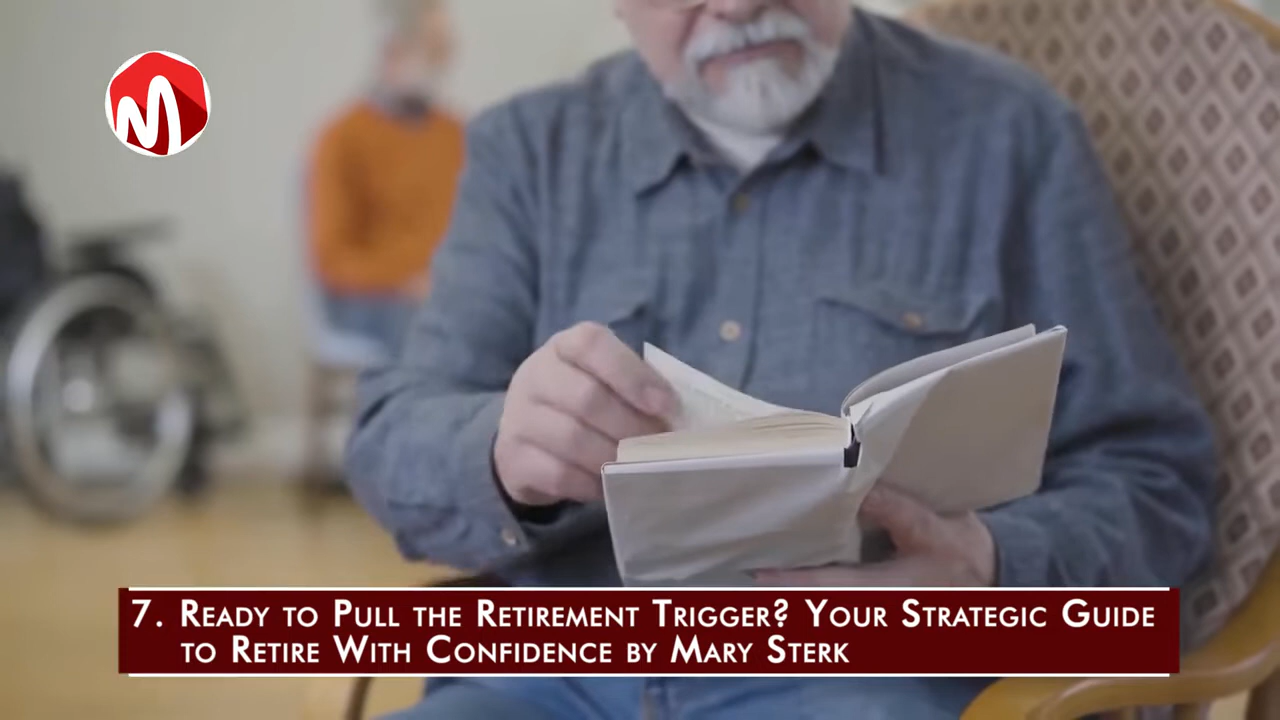 M
7. Ready to Pull the Retirement Trigger? Your Strategic Guide
to Retire With Confidence by Mary Sterk